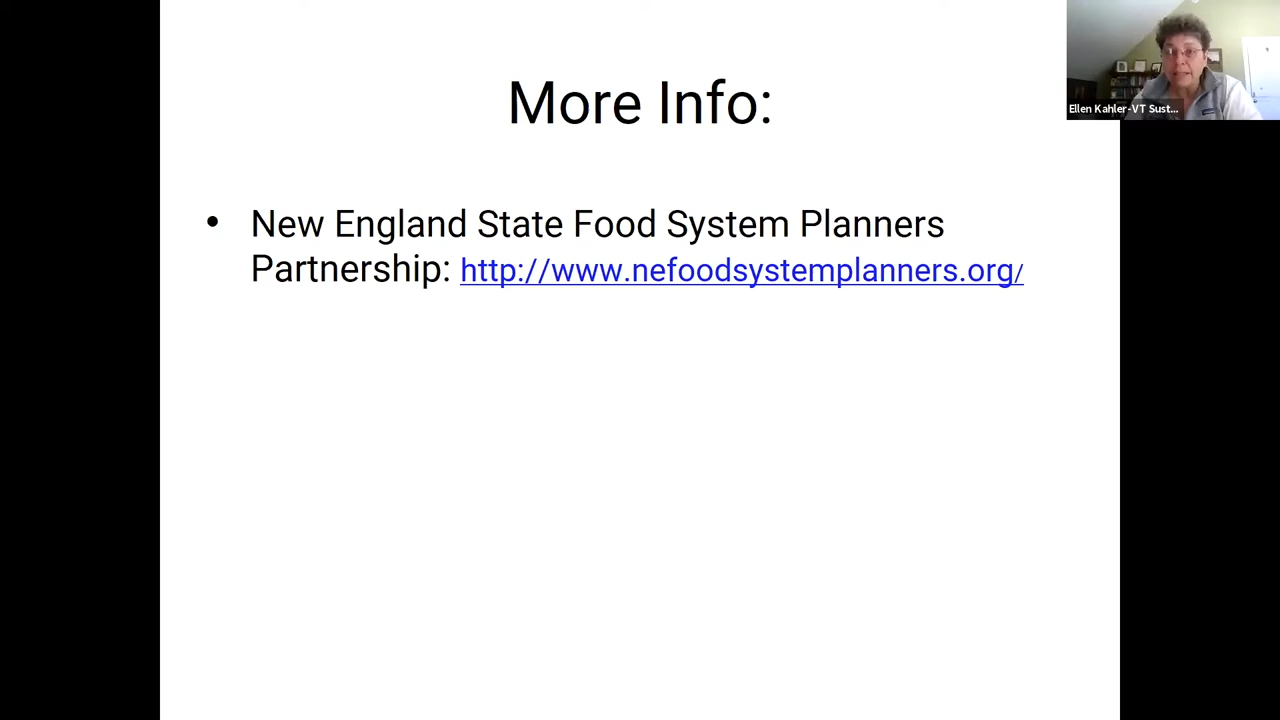 More Info:
Ellen Kahler-VT Sust...
• New England State Food System Planners
Partnership: http://www.nefoodsystemplanners.org/